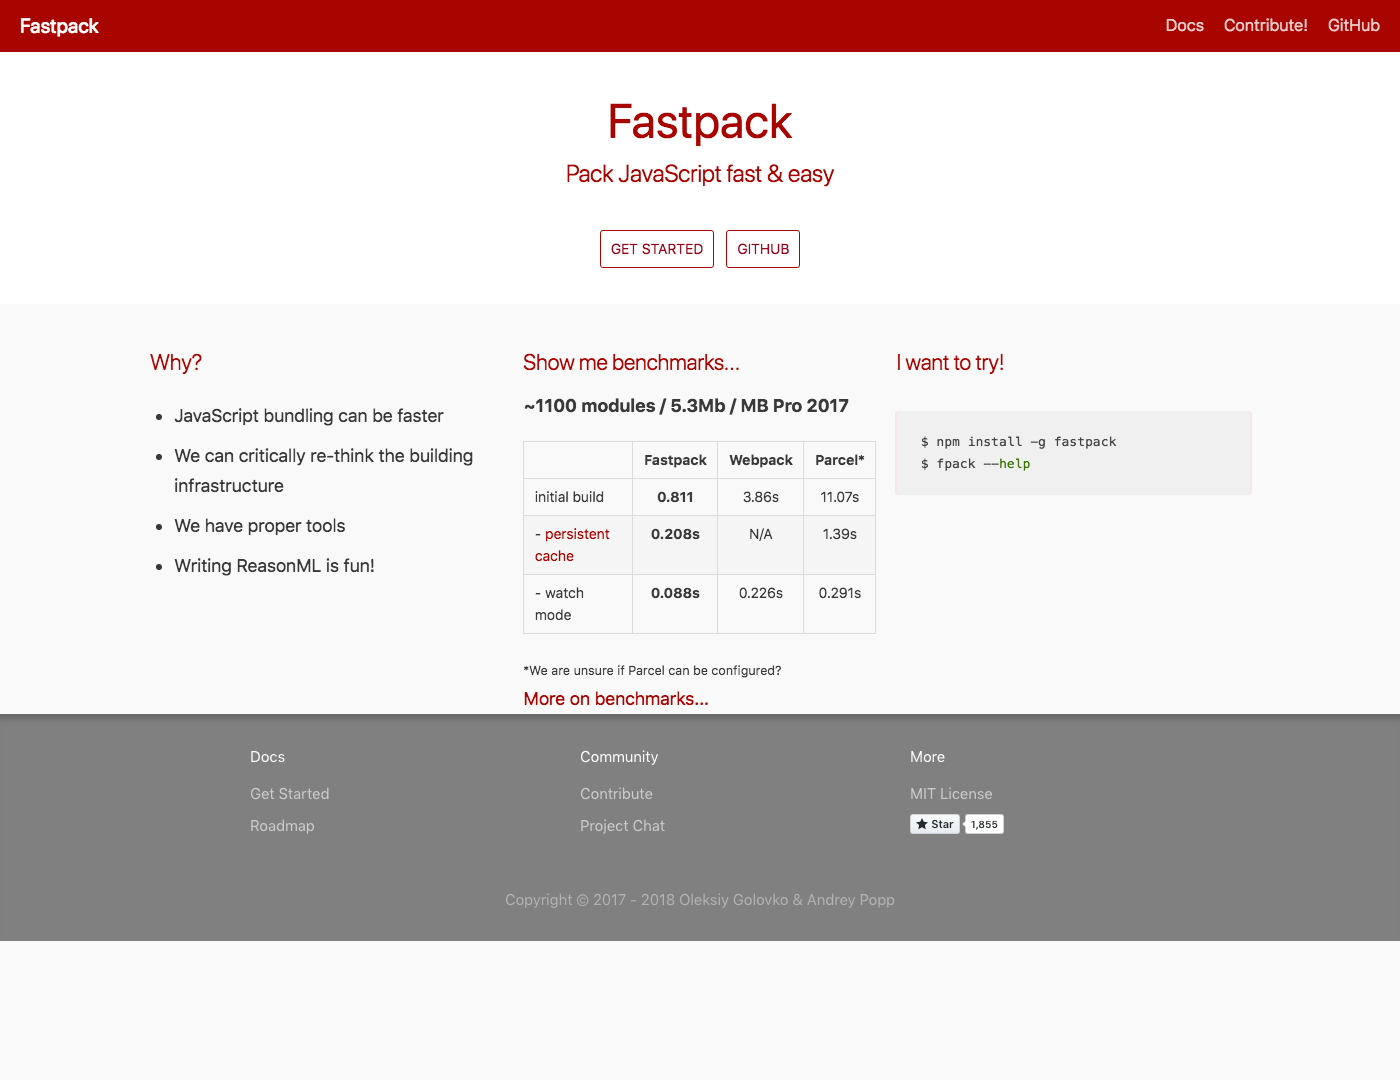 Fastpack
Docs Contribute! GitHub
Fastpack
Pack JavaScript fast & easy
GET STARTED GITHUB
Why?
JavaScript bundling can be faster
We can critically re-think the building
infrastructure
We have proper tools
Writing ReasonML is fun!
Show me benchmarks...
~1100 modules / 5.3Mb / MB Pro 2017
Fastpack Webpack Parcel*
initial build 0.811 3.86s 11.07s
- persistent cache 0.208s N/A 1.39s
- watch mode 0.088s 0.226s 0.291s
*We are unsure if Parcel can be configured?
More on benchmarks...
I want to try!
$ npm install –g fastpack
$ fpack ––help
Docs
Get Started
Roadmap
Community
Contribute
Project Chat
More
MIT License
Star 1,855
Copyright © 2017 - 2018 Oleksiy Golovko & Andrey Popp